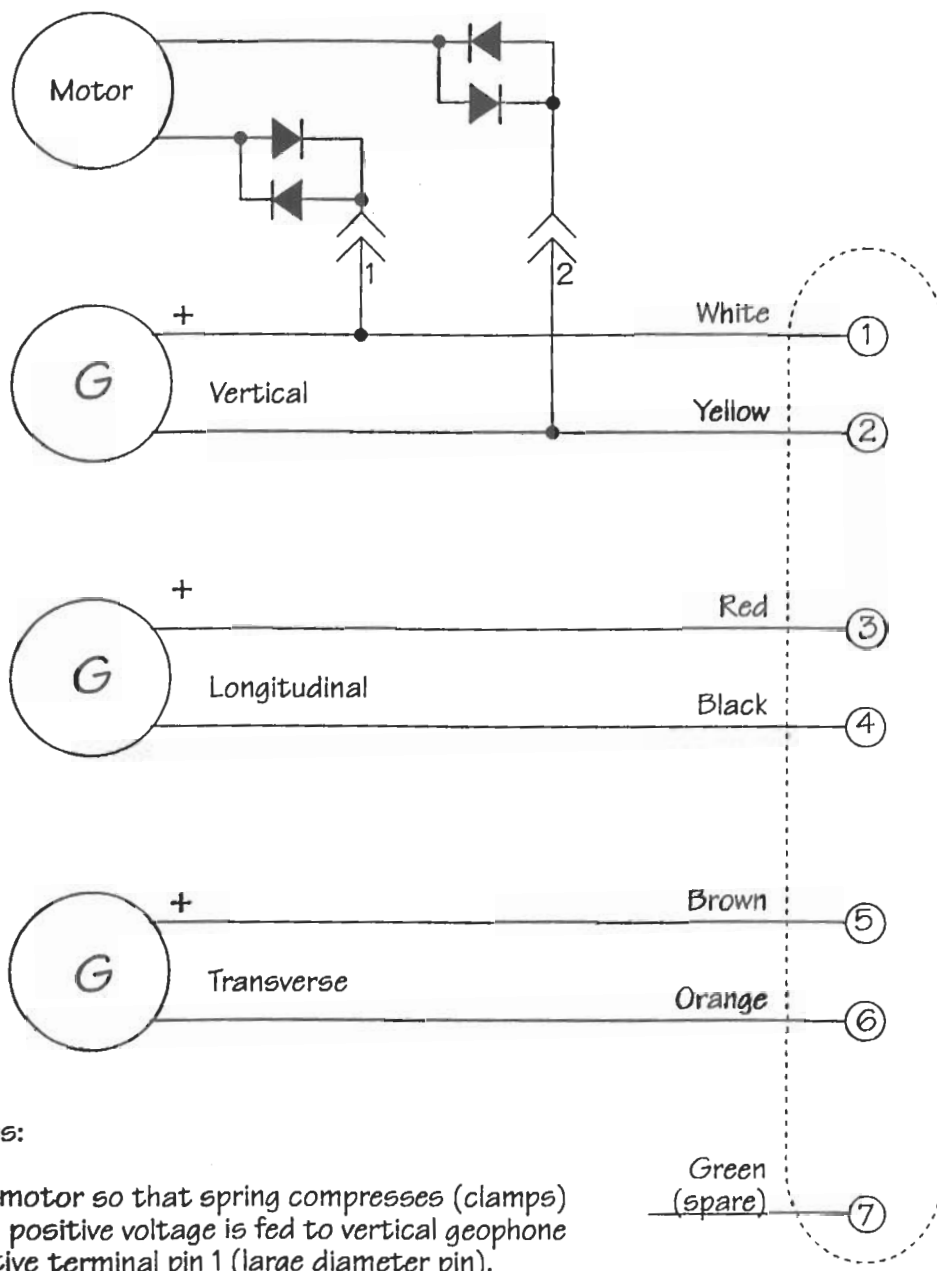 Motor
1
2
+
White
1
G
Vertical
Yellow
2
+
Red
3
G
Longitudinal
Black
4
+
Brown
5
G
Transverse
Orange
6
s:
Green
(spare)
7
motor so that spring compresses (clamps)
positive voltage is fed to vertical geophone
tive terminal pin 1 (large diameter pin).